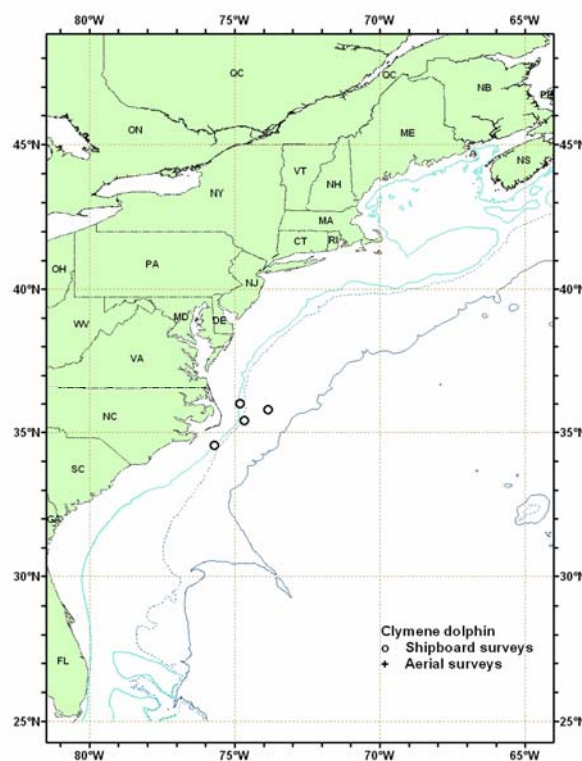 80°W 75°W 70°W 65°W
QC
QC
NB
PE
ON
ME
45°N 45°N
NS
VT
NH
NY
MA
CT RI
PA
OH
NJ
40°N 40°N
MD DE
WV
VA
NC
35°N 35°N
SC
GA
30°N 30°N
Clymene dolphin
Shipboard surveys
FL
Aerial surveys
25°N 25°N
80°W 75°W 70°W 65°W